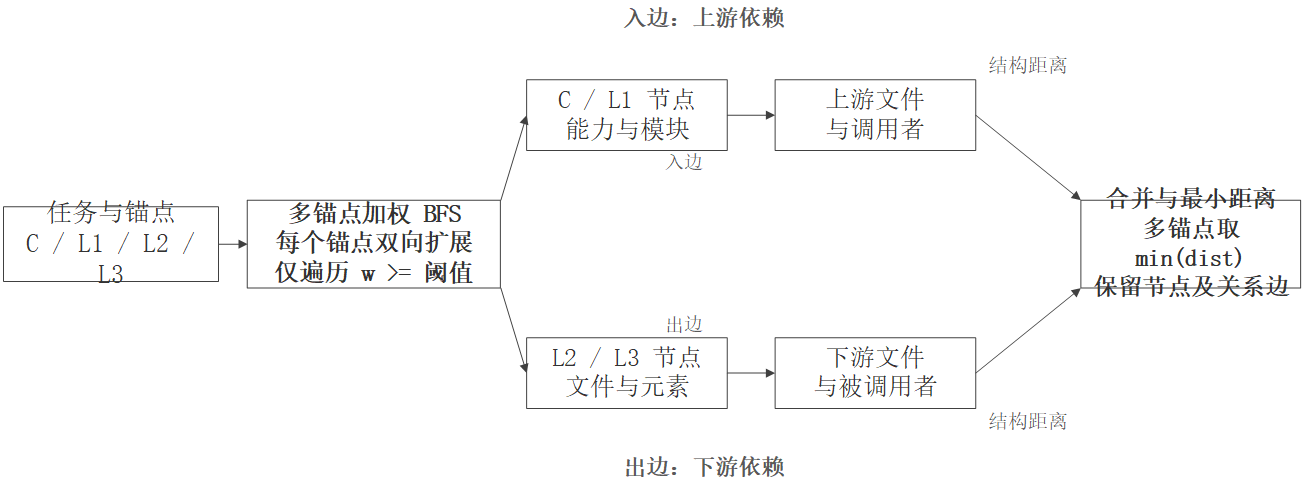 入边：上游依赖
结构距离
C / L1 节点
能力与模块
上游文件
与调用者
入边
任务与锚点
C / L1 / L2 /
L3
多锚点加权 BFS
每个锚点双向扩展
仅遍历 w >= 阈值
合并与最小距离
多锚点取
min(dist)
保留节点及关系边
出边
L2 / L3 节点
文件与元素
下游文件
与被调用者
结构距离
出边：下游依赖